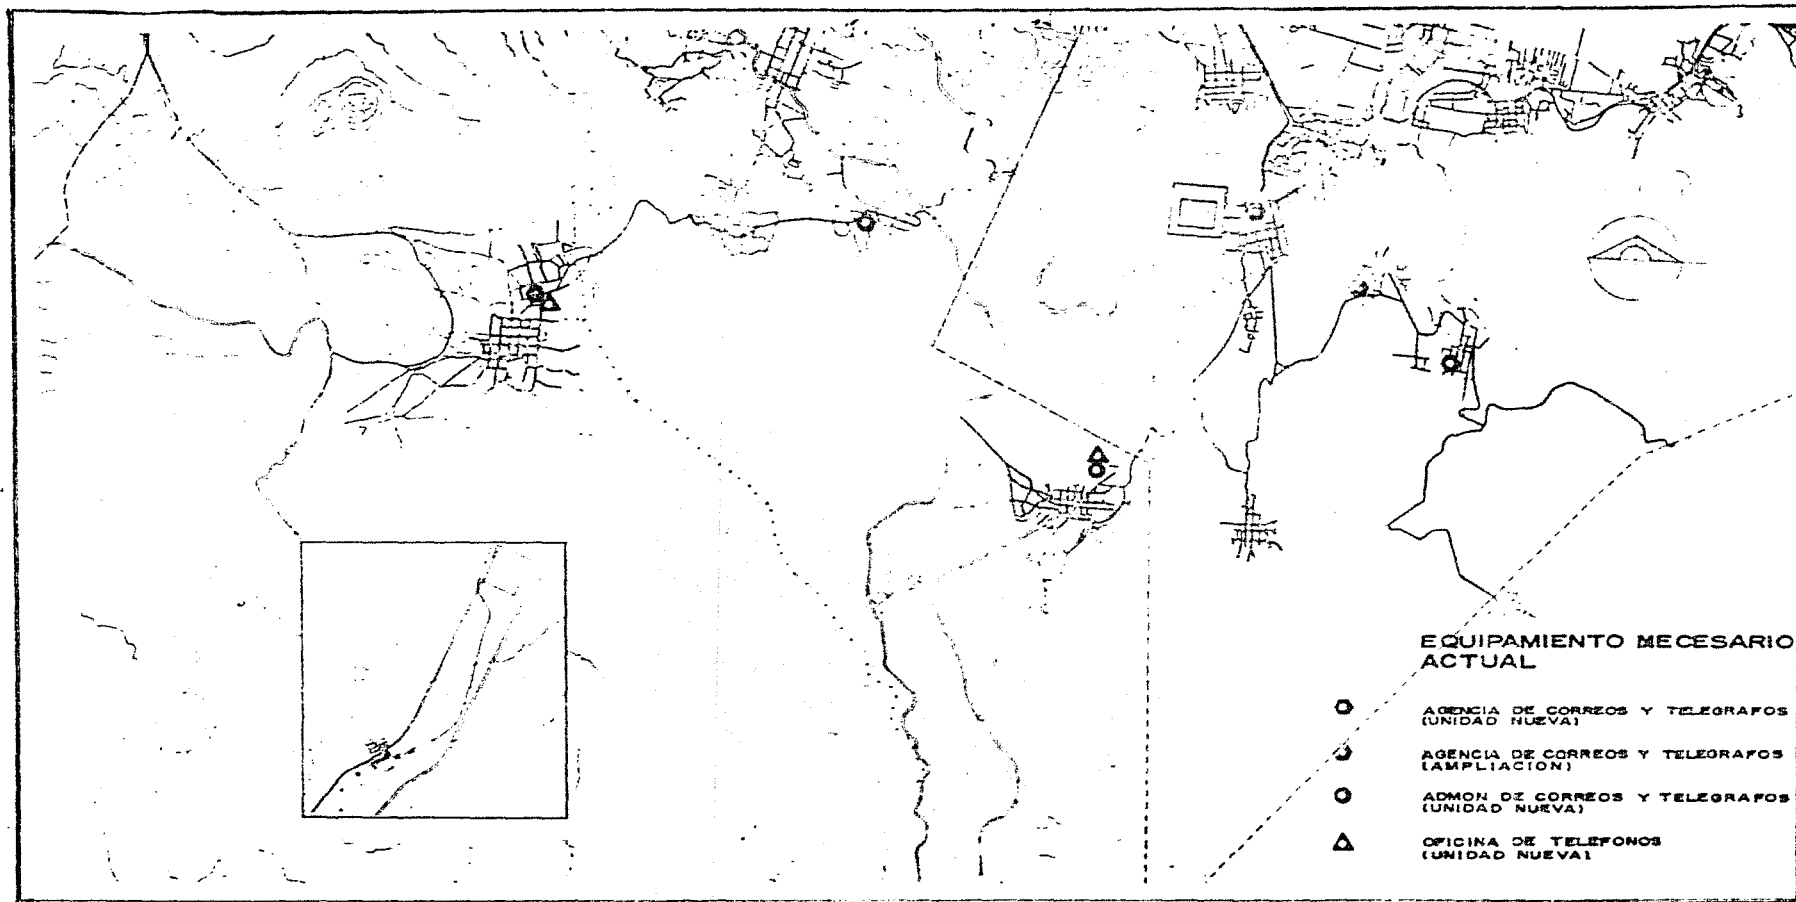 EQUIPAMIENTO MECESARIO
ACTUAL
AGENCIA DE CORREOS Y TELEGRAFOS
(UNIDAD NUEVA)
AGENCIA DE CORREOS Y TELEGRAFOS
(AMPLIACION)
ADMON DE CORREOS Y TELEGRAFOS
(UNIDAD NUEVA)
OFICINA DE TELEFONOS
(UNIDAD NUEVA)